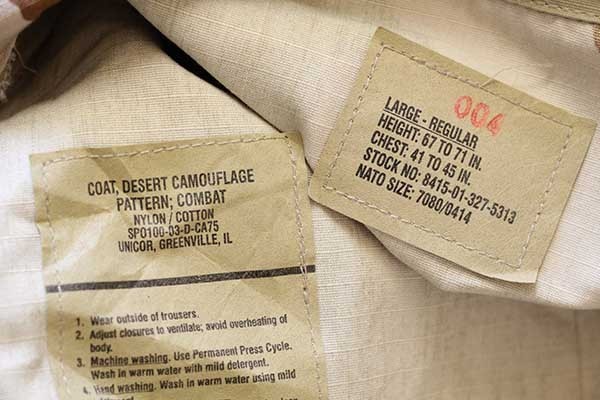 COAT, DESERT CAMOUFLAGE
PATTERN; COMBAT
NYLON / COTTON
SPO100-03-D-CA75
UNICOR, GREENVILLE, IL
1. Wear outside of trousers.
2. Adjust closures to ventilate; avoid overheating of
body.
3. Machine washing. Use Permanent Press Cycle.
Wash in warm water with mild detergent.
4. Hand washing. Wash in warm water using mild
004
LARGE - REGULAR
HEIGHT: 67 TO 71 IN.
CHEST: 41 TO 45 IN.
STOCK NO: 8415-01-327-5313
NATO SIZE: 7080/0414